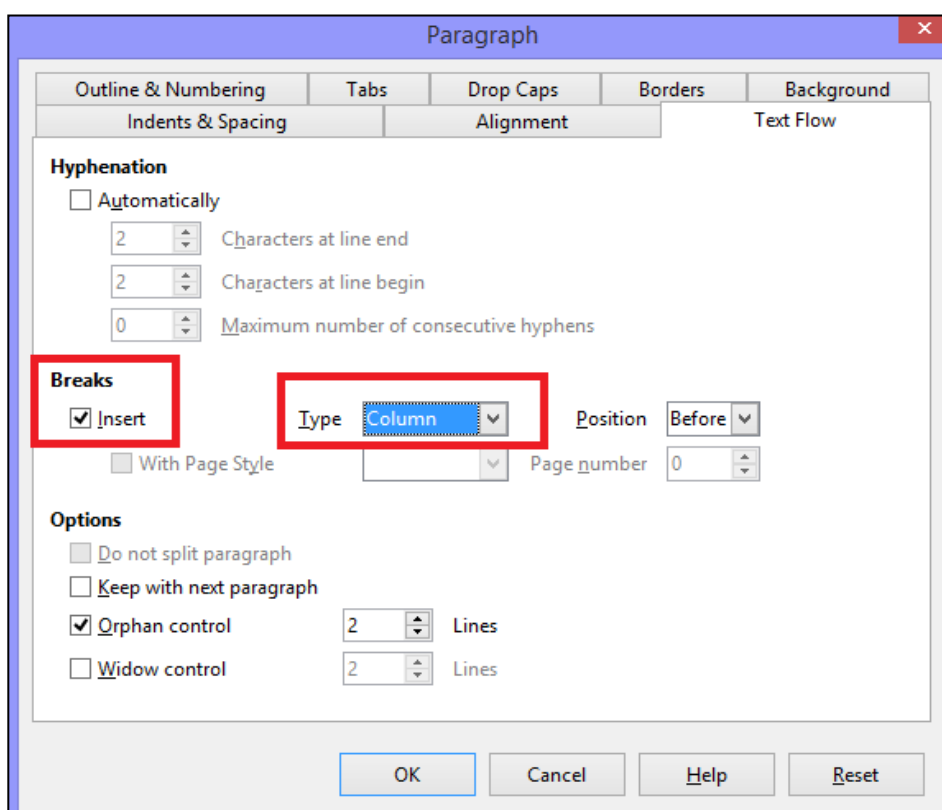 Paragraph
Outline & Numbering Tabs Drop Caps Borders Background
Indents & Spacing Alignment Text Flow
Hyphenation
Automatically
2 Characters at line end
2 Characters at line begin
0 Maximum number of consecutive hyphens
Breaks
Insert Type Column Position Before
With Page Style Page number 0
Options
Do not split paragraph
Keep with next paragraph
Orphan control 2 Lines
Widow control 2 Lines
OK Cancel Help Reset